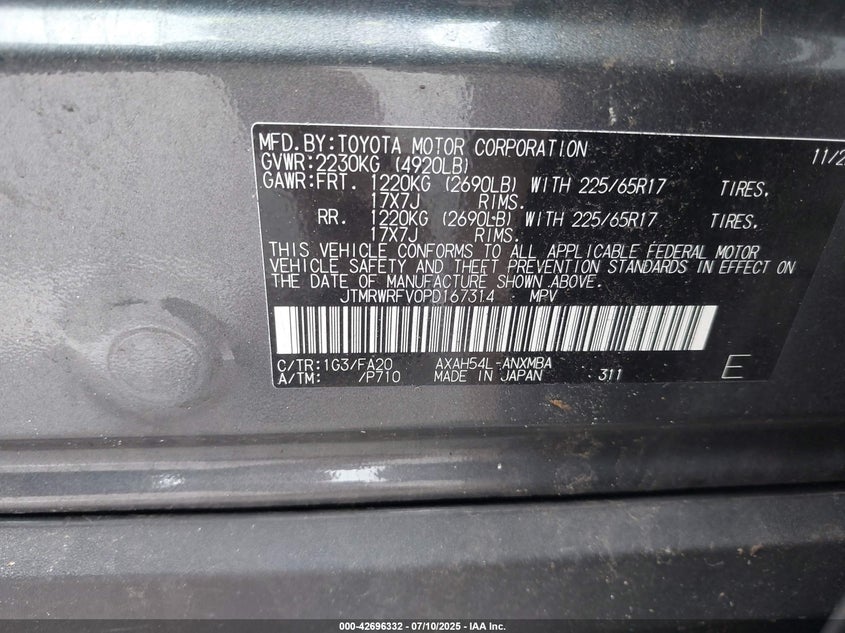 MFD.BY:TOYOTA MOTOR CORPORATION 11/2
GVWR:2230KG (4920LB)
GAWR:FRT. 1220KG (2690LB) WITH 225/65R17 TIRES,
17X7J RIMS.
RR. 1220KG (2690LB) WITH 225/65R17 TIRES,
17X7J RIMS.
THIS VEHICLE CONFORMS TO ALL APPLICABLE FEDERAL MOTOR
VEHICLE SAFETY AND THEFT PREVENTION STANDARDS IN EFFECT ON
THE DATE OF MANUFACTURE SHOWN ABOVE.
JTMRWRFV0PD167314 MPV
C/TR:1G3/FA20 AXAH54L-ANXMBA
A/TM: /P710 MADE IN JAPAN 311 E
000-42696332 - 07/10/2025 - IAA Inc.